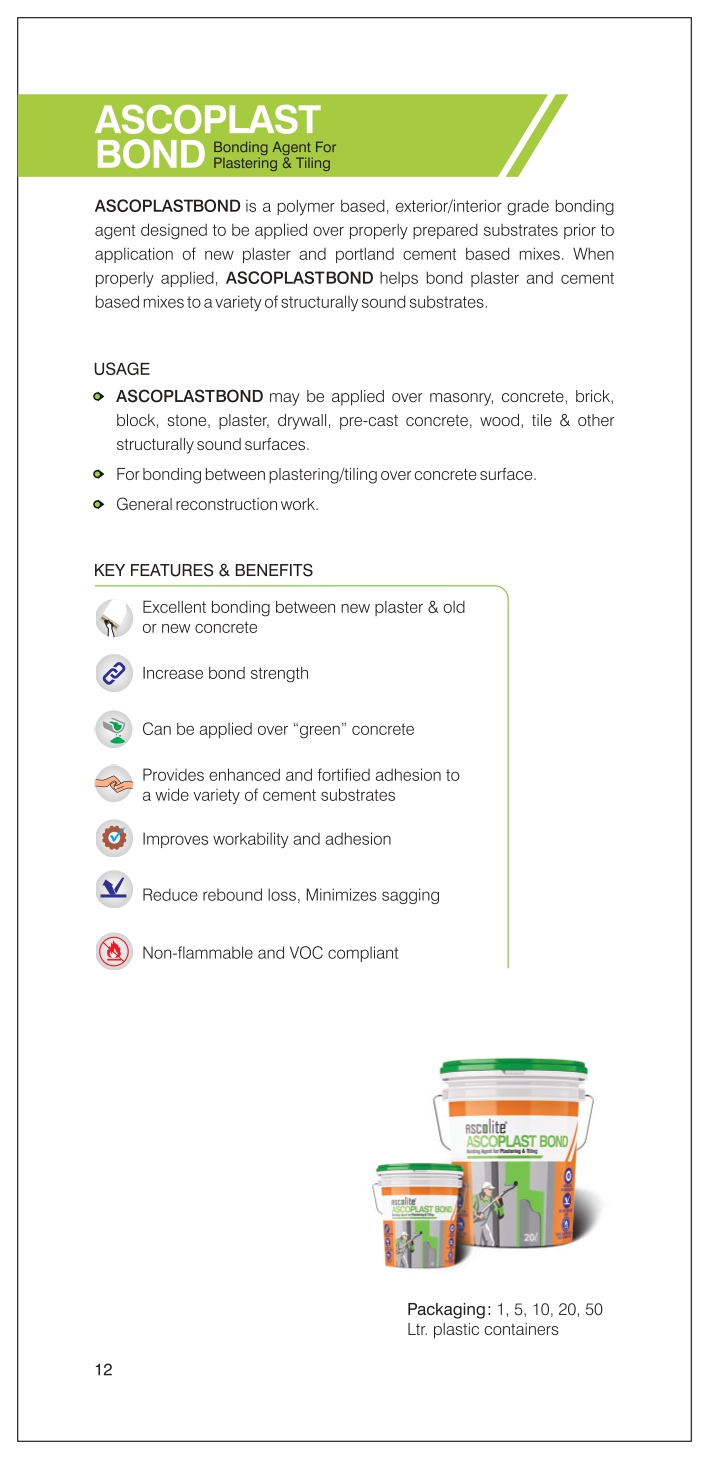 ASCOPLAST
BOND Bonding Agent For
Plastering & Tiling
ASCOPLASTBOND is a polymer based, exterior/interior grade bonding
agent designed to be applied over properly prepared substrates prior to
application of new plaster and portland cement based mixes. When
properly applied, ASCOPLASTBOND helps bond plaster and cement
based mixes to a variety of structurally sound substrates.
USAGE
ASCOPLASTBOND may be applied over masonry, concrete, brick,
block, stone, plaster, drywall, pre-cast concrete, wood, tile & other
structurally sound surfaces.
For bonding between plastering/tiling over concrete surface.
General reconstruction work.
KEY FEATURES & BENEFITS
Excellent bonding between new plaster & old
or new concrete
Increase bond strength
Can be applied over “green” concrete
Provides enhanced and fortified adhesion to
a wide variety of cement substrates
Improves workability and adhesion
Reduce rebound loss, Minimizes sagging
Non-flammable and VOC compliant
ascolite
ASCOPLAST BOND
Bonding Agent for Plastering & Tiling
20l
ascolite
ASCOPLAST BOND
Bonding Agent for Plastering & Tiling
Packaging: 1, 5, 10, 20, 50
Ltr. plastic containers
12